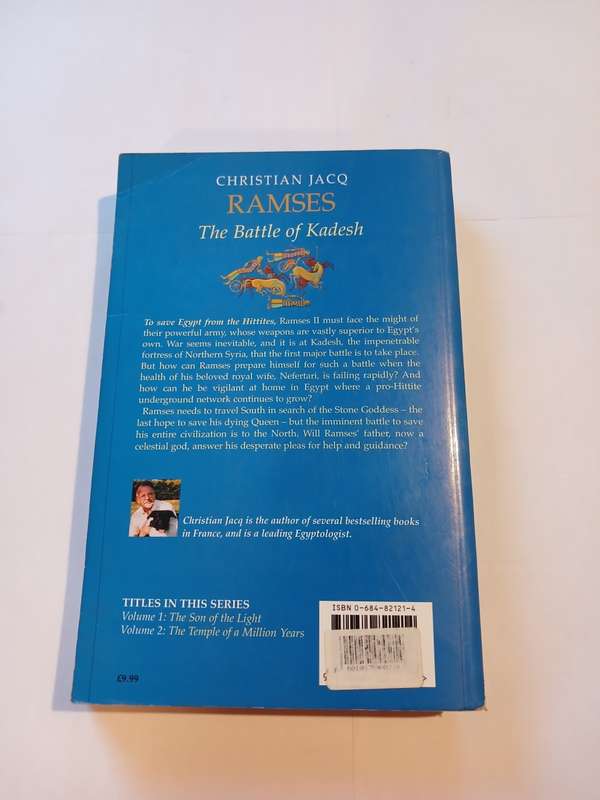 CHRISTIAN JACQ
RAMSES
The Battle of Kadesh
To save Egypt from the Hittites, Ramses II must face the might of
their powerful army, whose weapons are vastly superior to Egypt's
own. War seems inevitable, and it is at Kadesh, the impenetrable
fortress of Northern Syria, that the first major battle is to take place.
But how can Ramses prepare himself for such a battle when the
health of his beloved royal wife, Nefertari, is failing rapidly? And
how can he be vigilant at home in Egypt where a pro-Hittite
underground network continues to grow?
Ramses needs to travel South in search of the Stone Goddess – the
last hope to save his dying Queen – but the imminent battle to save
his entire civilization is to the North. Will Ramses' father, now a
celestial god, answer his desperate pleas for help and guidance?
Christian Jacq is the author of several bestselling books
in France, and is a leading Egyptologist.
TITLES IN THIS SERIES
Volume 1: The Son of the Light
Volume 2: The Temple of a Million Years
£9.99
ISBN 0-684-82121-4